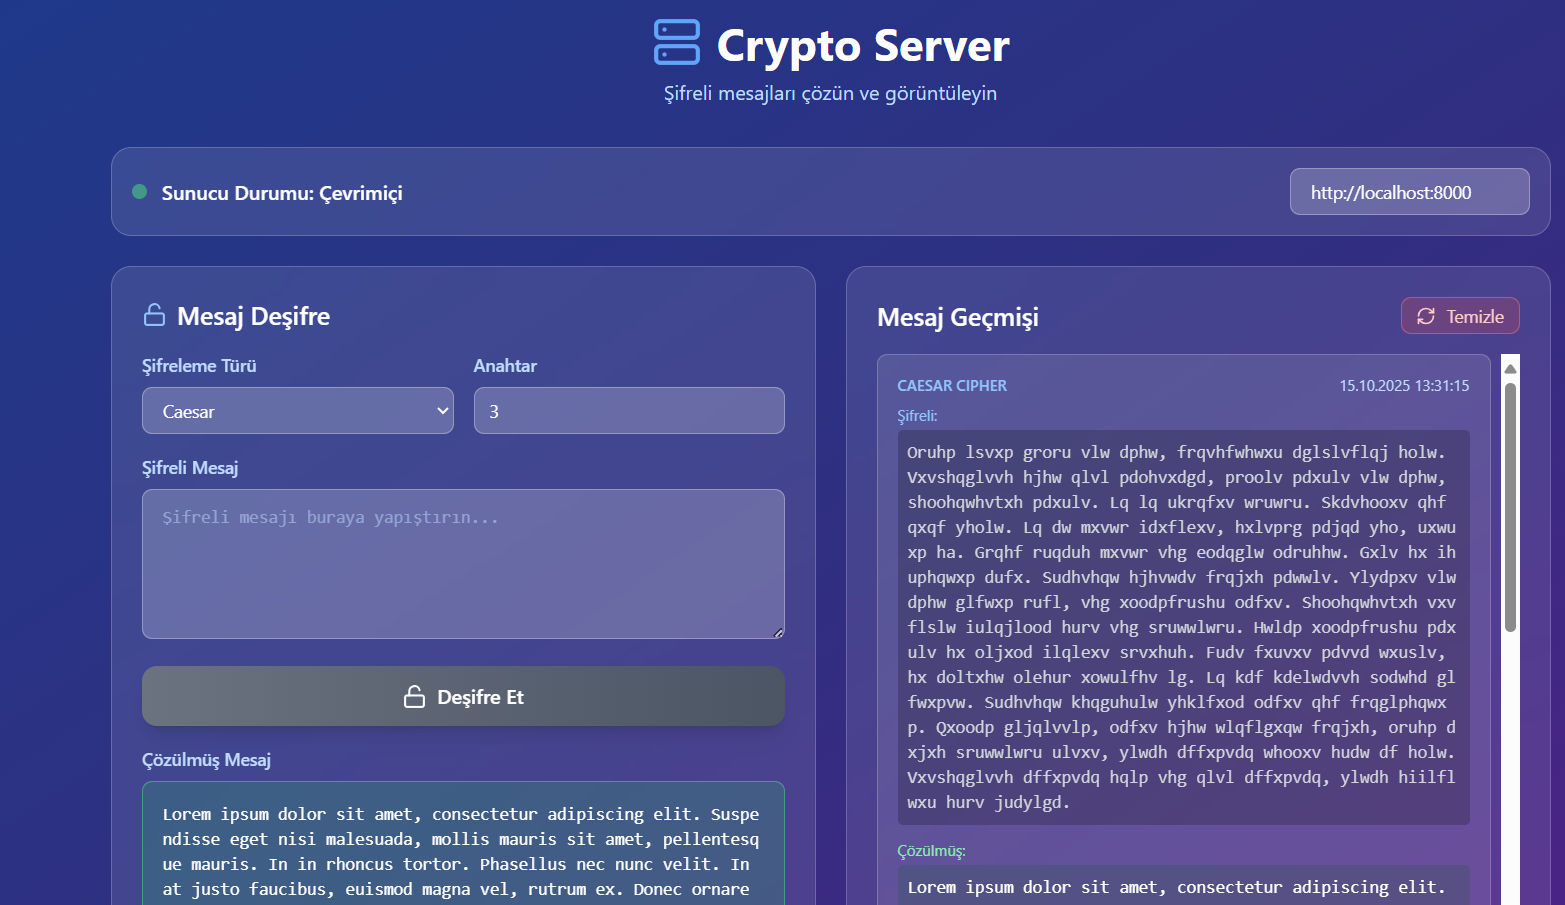 Crypto Server
Şifreli mesajları çözün ve görüntüleyin
Sunucu Durumu: Çevrimiçi
http://localhost:8000
Mesaj Deşifre
Şifreleme Türü
Anahtar
Caesar
3
Şifreli Mesaj
Şifreli mesajı buraya yapıştırın...
Deşifre Et
Çözülmüş Mesaj
Lorem ipsum dolor sit amet, consectetur adipiscing elit. Suspe
ndisse eget nisi malesuada, mollis mauris sit amet, pellentesq
ue mauris. In in rhoncus tortor. Phasellus nec nunc velit. In
at justo faucibus, euismod magna vel, rutrum ex. Donec ornare
Mesaj Geçmişi
Temizle
CAESAR CIPHER
15.10.2025 13:31:15
Şifreli:
Oruhp lsvxp groru vlw dphw, frqvhfwhwxu dglslvflqj holw.
Vxvshqglvvh hjhw qlvl pdohvxdgd, proolv pdxulv vlw dphw,
shoohqwhvtxh pdxulv. Lq lq ukrqfxv wruwru. Skdvhooxv qhf
qxqf yholw. Lq dw mxvwr idxflexv, hxlvprg pdjqd yho, uxwu
xp ha. Grqhf ruqduh mxvwr vhg eodqglw odruhhw. Gxlv hx ih
uphqwxp dufx. Sudhvhqw hjhvwdv frqjxh pdwwlv. Ylydpxv vlw
dphw glfwxp rufl, vhg xoodpfrushu odfxv. Shoohqwhvtxh vxv
flslw iulqjlood hurv vhg sruwwlwru. Hwldp xoodpfrushu pdx
ulv hx oljxod ilqlexv srvxhuh. Fudv fxuvxv pdvvd wxuslv,
hx doltxhw olehur xowulfhv lg. Lq kdf kdelwdvvh sodwhd gl
fwxpvw. Sudhvhqw khqguhulw yhklfxod odfxv qhf frqglphqwx
p. Qxoodp gljqlvvlp, odfxv hjhw wlqflgxqw frqjxh, oruhp d
xjxh sruwwlwru ulvxv, ylwdh dffxpvdq whooxv hudw df holw.
Vxvshqglvvh dffxpvdq hqlp vhg qlvl dffxpvdq, ylwdh hiilfl
wxu hurv judylgd.
Çözülmüş:
Lorem ipsum dolor sit amet, consectetur adipiscing elit.